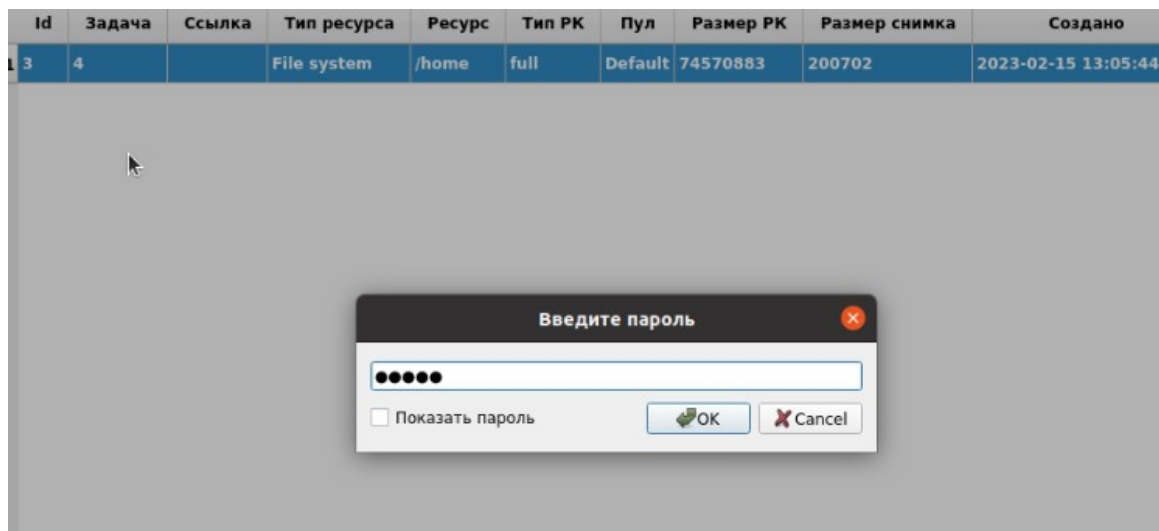 Id Задача Ссылка Тип ресурса Ресурс Тип РК Пул Размер РК Размер снимка Создано
1 3 4 File system /home full Default 74570883 200702 2023-02-15 13:05:44
Введите пароль
●●●●●
Показать пароль OK Cancel